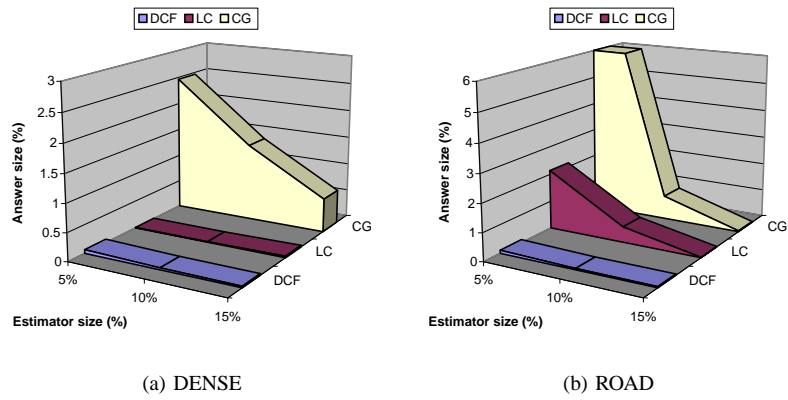 DCF LC CG
3
2.5
2
1.5
1
0.5
0
Answer size (%)
5%
10%
15%
Estimator size (%)
DCF
LC
CG
(a) DENSE
DCF LC CG
6
5
4
3
2
1
0
Answer size (%)
5%
10%
15%
Estimator size (%)
DCF
LC
CG
(b) ROAD